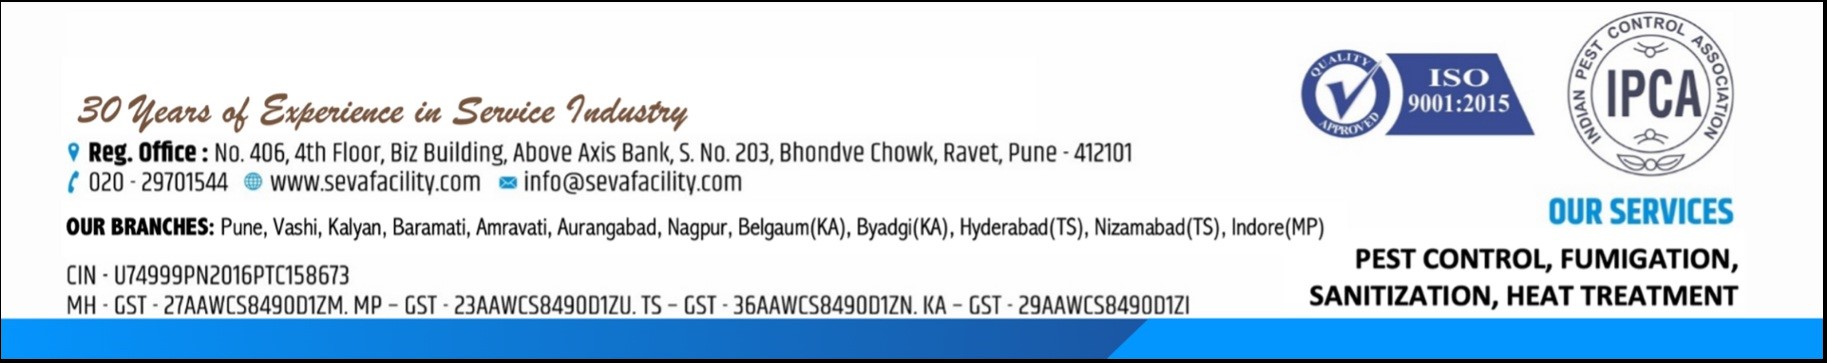 30 Years of Experience in Service Industry
Reg. Office : No. 406, 4th Floor, Biz Building, Above Axis Bank, S. No. 203, Bhondve Chowk, Ravet, Pune - 412101
020 - 29701544 www.sevafacility.com info@sevafacility.com
OUR BRANCHES: Pune, Vashi, Kalyan, Baramati, Amravati, Aurangabad, Nagpur, Belgaum(KA), Byadgi(KA), Hyderabad(TS), Nizamabad(TS), Indore(MP)
CIN - U74999PN2016PTC158673
MH - GST - 27AAWCS8490D1ZM. MP – GST - 23AAWCS8490D1ZU. TS – GST - 36AAWCS8490D1ZN. KA – GST - 29AAWCS8490D1ZI
QUALITY
APPROVED
ISO
9001:2015
INDIAN PEST CONTROL ASSOCIATION
IPCA
OUR SERVICES
PEST CONTROL, FUMIGATION,
SANITIZATION, HEAT TREATMENT